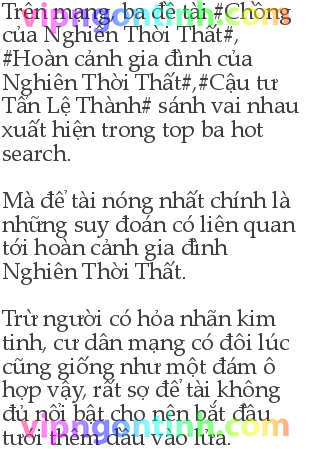 Trên mạng, ba đề tài #Chồng
của Nghiên Thời Thất#,
#Hoàn cảnh gia đình của
Nghiên Thời Thất#,#Cậu tư
Tấn Lệ Thành# sánh vai nhau
xuất hiện trong top ba hot
search.
Mà để tài nóng nhất chính là
những suy đoán có liên quan
tới hoàn cảnh gia đình
Nghiên Thời Thất.
Trừ người có hỏa nhãn kim
tinh, cư dân mạng có đôi lúc
cũng giống như một đám ô
hợp vậy, rất sợ để tài không
đủ nổi bật cho nên bắt đầu
tưới thêm dầu vào lửa.
vipngontinh.com
vipngontinh.com